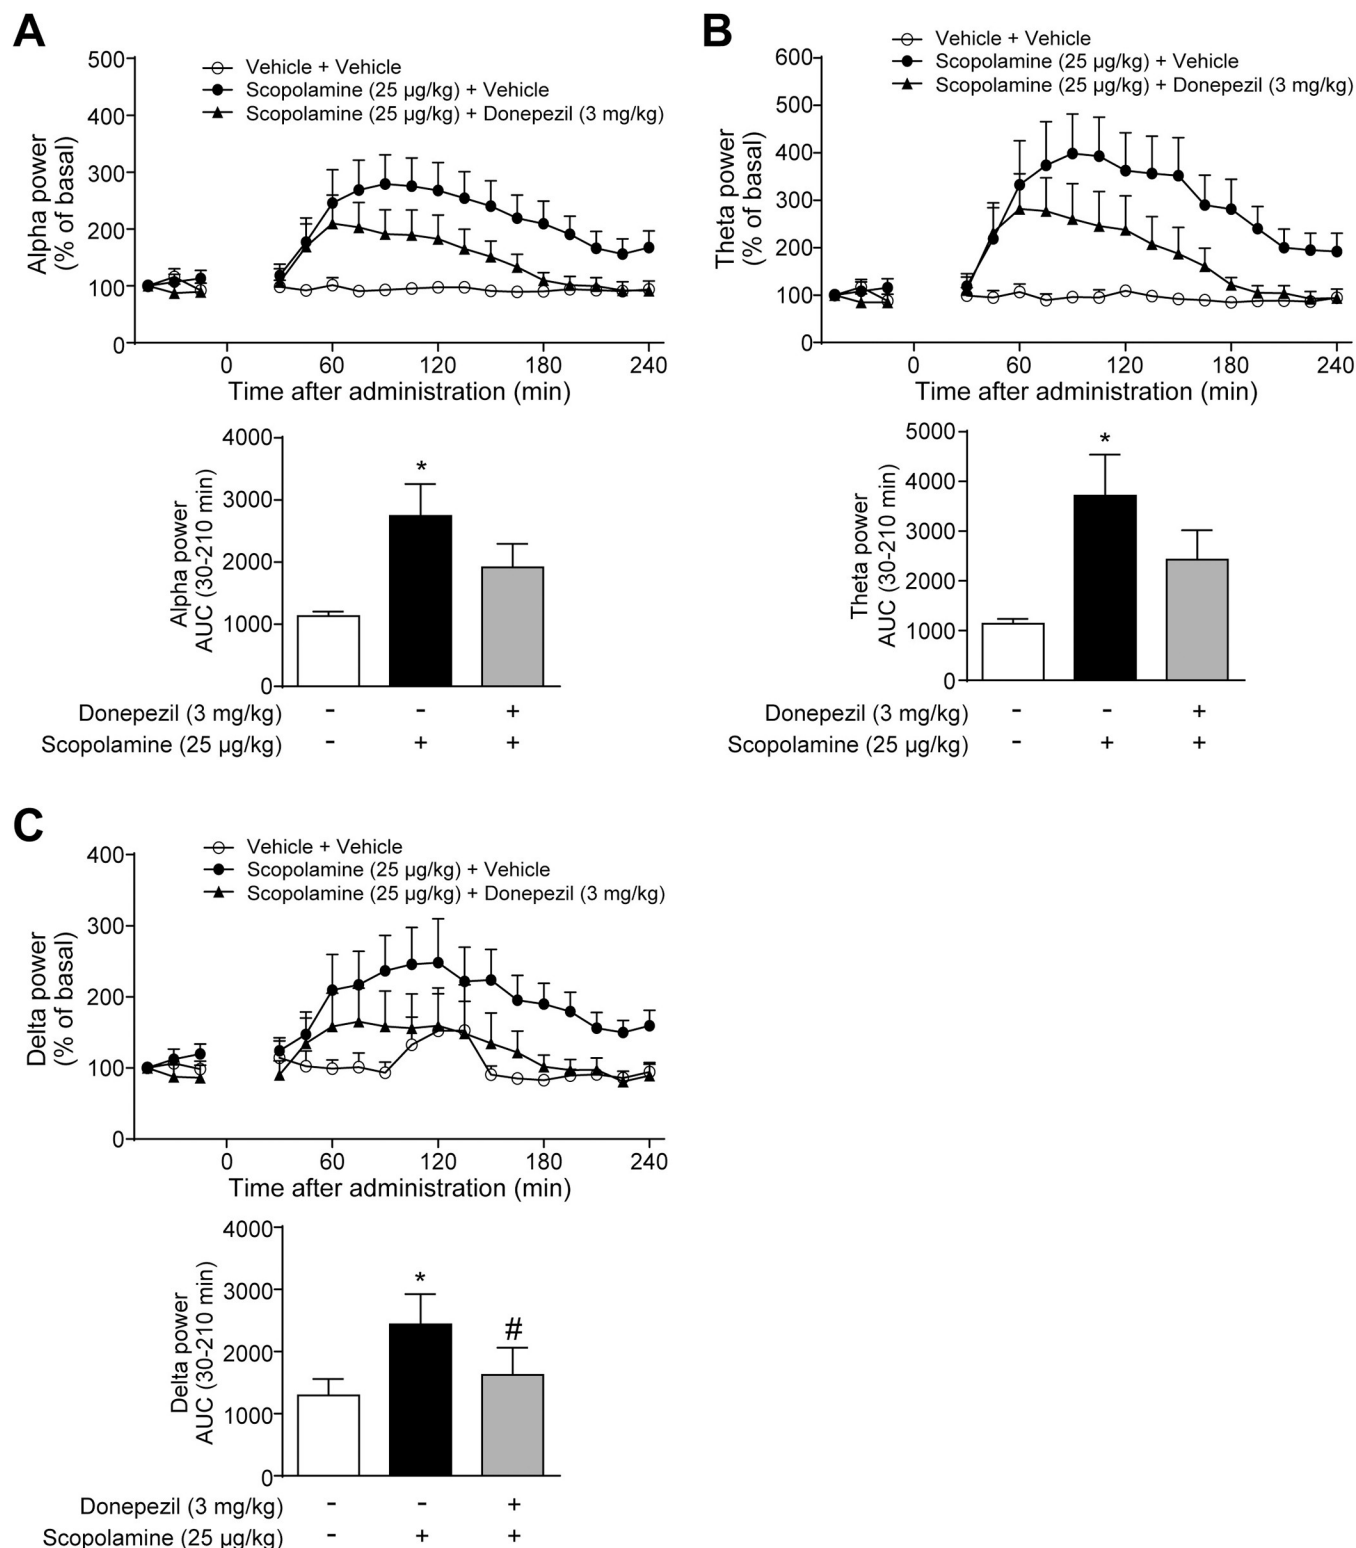 A
500
400
300
200
100
0
Alpha power
(% of basal)
Vehicle + Vehicle
Scopolamine (25 µg/kg) + Vehicle
Scopolamine (25 µg/kg) + Donepezil (3 mg/kg)
0 60 120 180 240
Time after administration (min)
4000
3000
2000
1000
0
Alpha power
AUC (30-210 min)
*
Donepezil (3 mg/kg) - - +
Scopolamine (25 µg/kg) - + +
B
600
500
400
300
200
100
0
Theta power
(% of basal)
Vehicle + Vehicle
Scopolamine (25 µg/kg) + Vehicle
Scopolamine (25 µg/kg) + Donepezil (3 mg/kg)
0 60 120 180 240
Time after administration (min)
5000
4000
3000
2000
1000
0
Theta power
AUC (30-210 min)
*
Donepezil (3 mg/kg) - - +
Scopolamine (25 µg/kg) - + +
C
400
300
200
100
0
Delta power
(% of basal)
Vehicle + Vehicle
Scopolamine (25 µg/kg) + Vehicle
Scopolamine (25 µg/kg) + Donepezil (3 mg/kg)
0 60 120 180 240
Time after administration (min)
4000
3000
2000
1000
0
Delta power
AUC (30-210 min)
*
#
Donepezil (3 mg/kg) - - +
Scopolamine (25 µg/kg) - + +